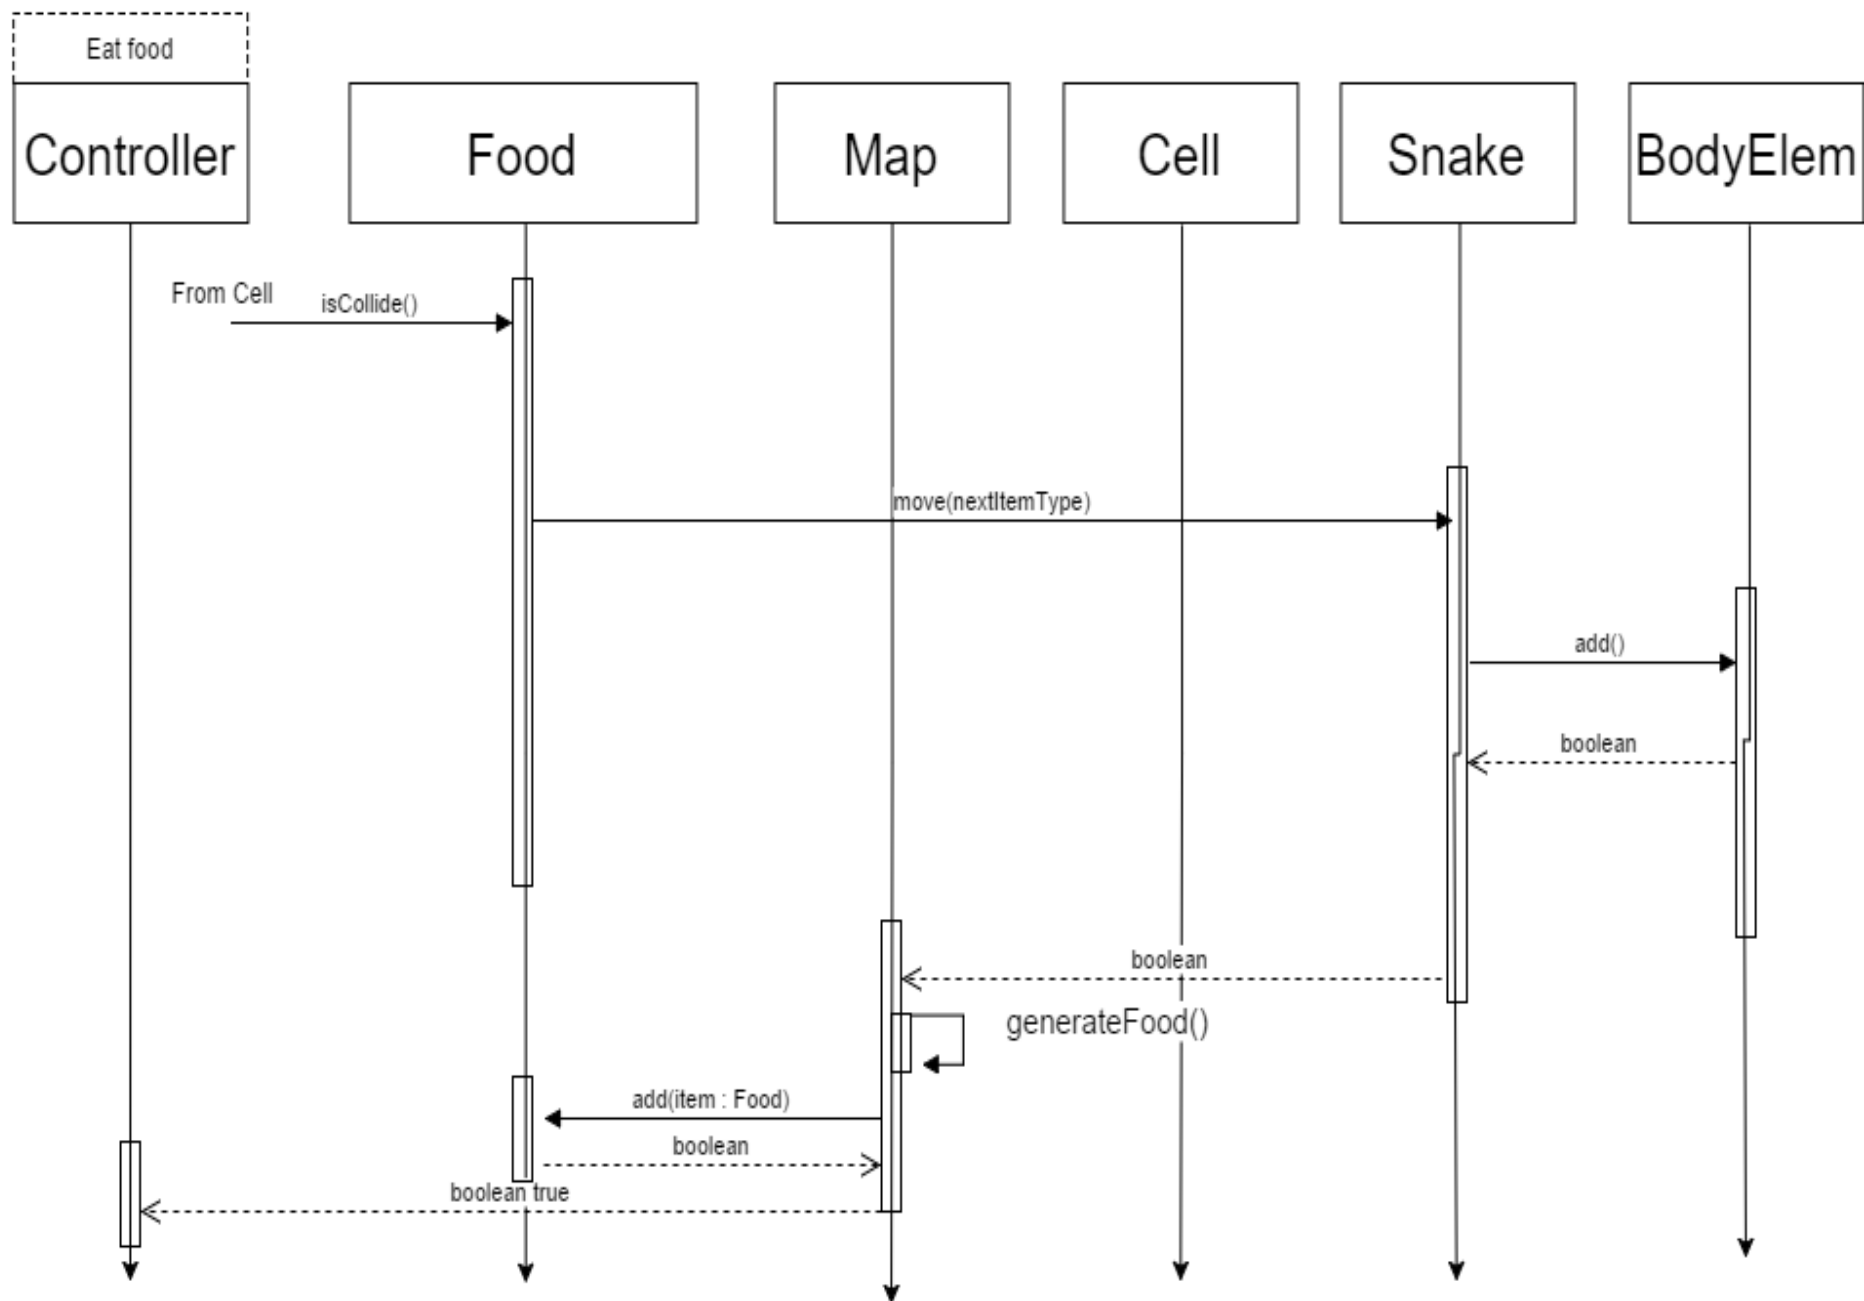 Eat food
Controller
Food
Map
Cell
Snake
BodyElem
From Cell
isCollide()
move(nextItemType)
add()
boolean
boolean
generateFood()
add(item : Food)
boolean
boolean true